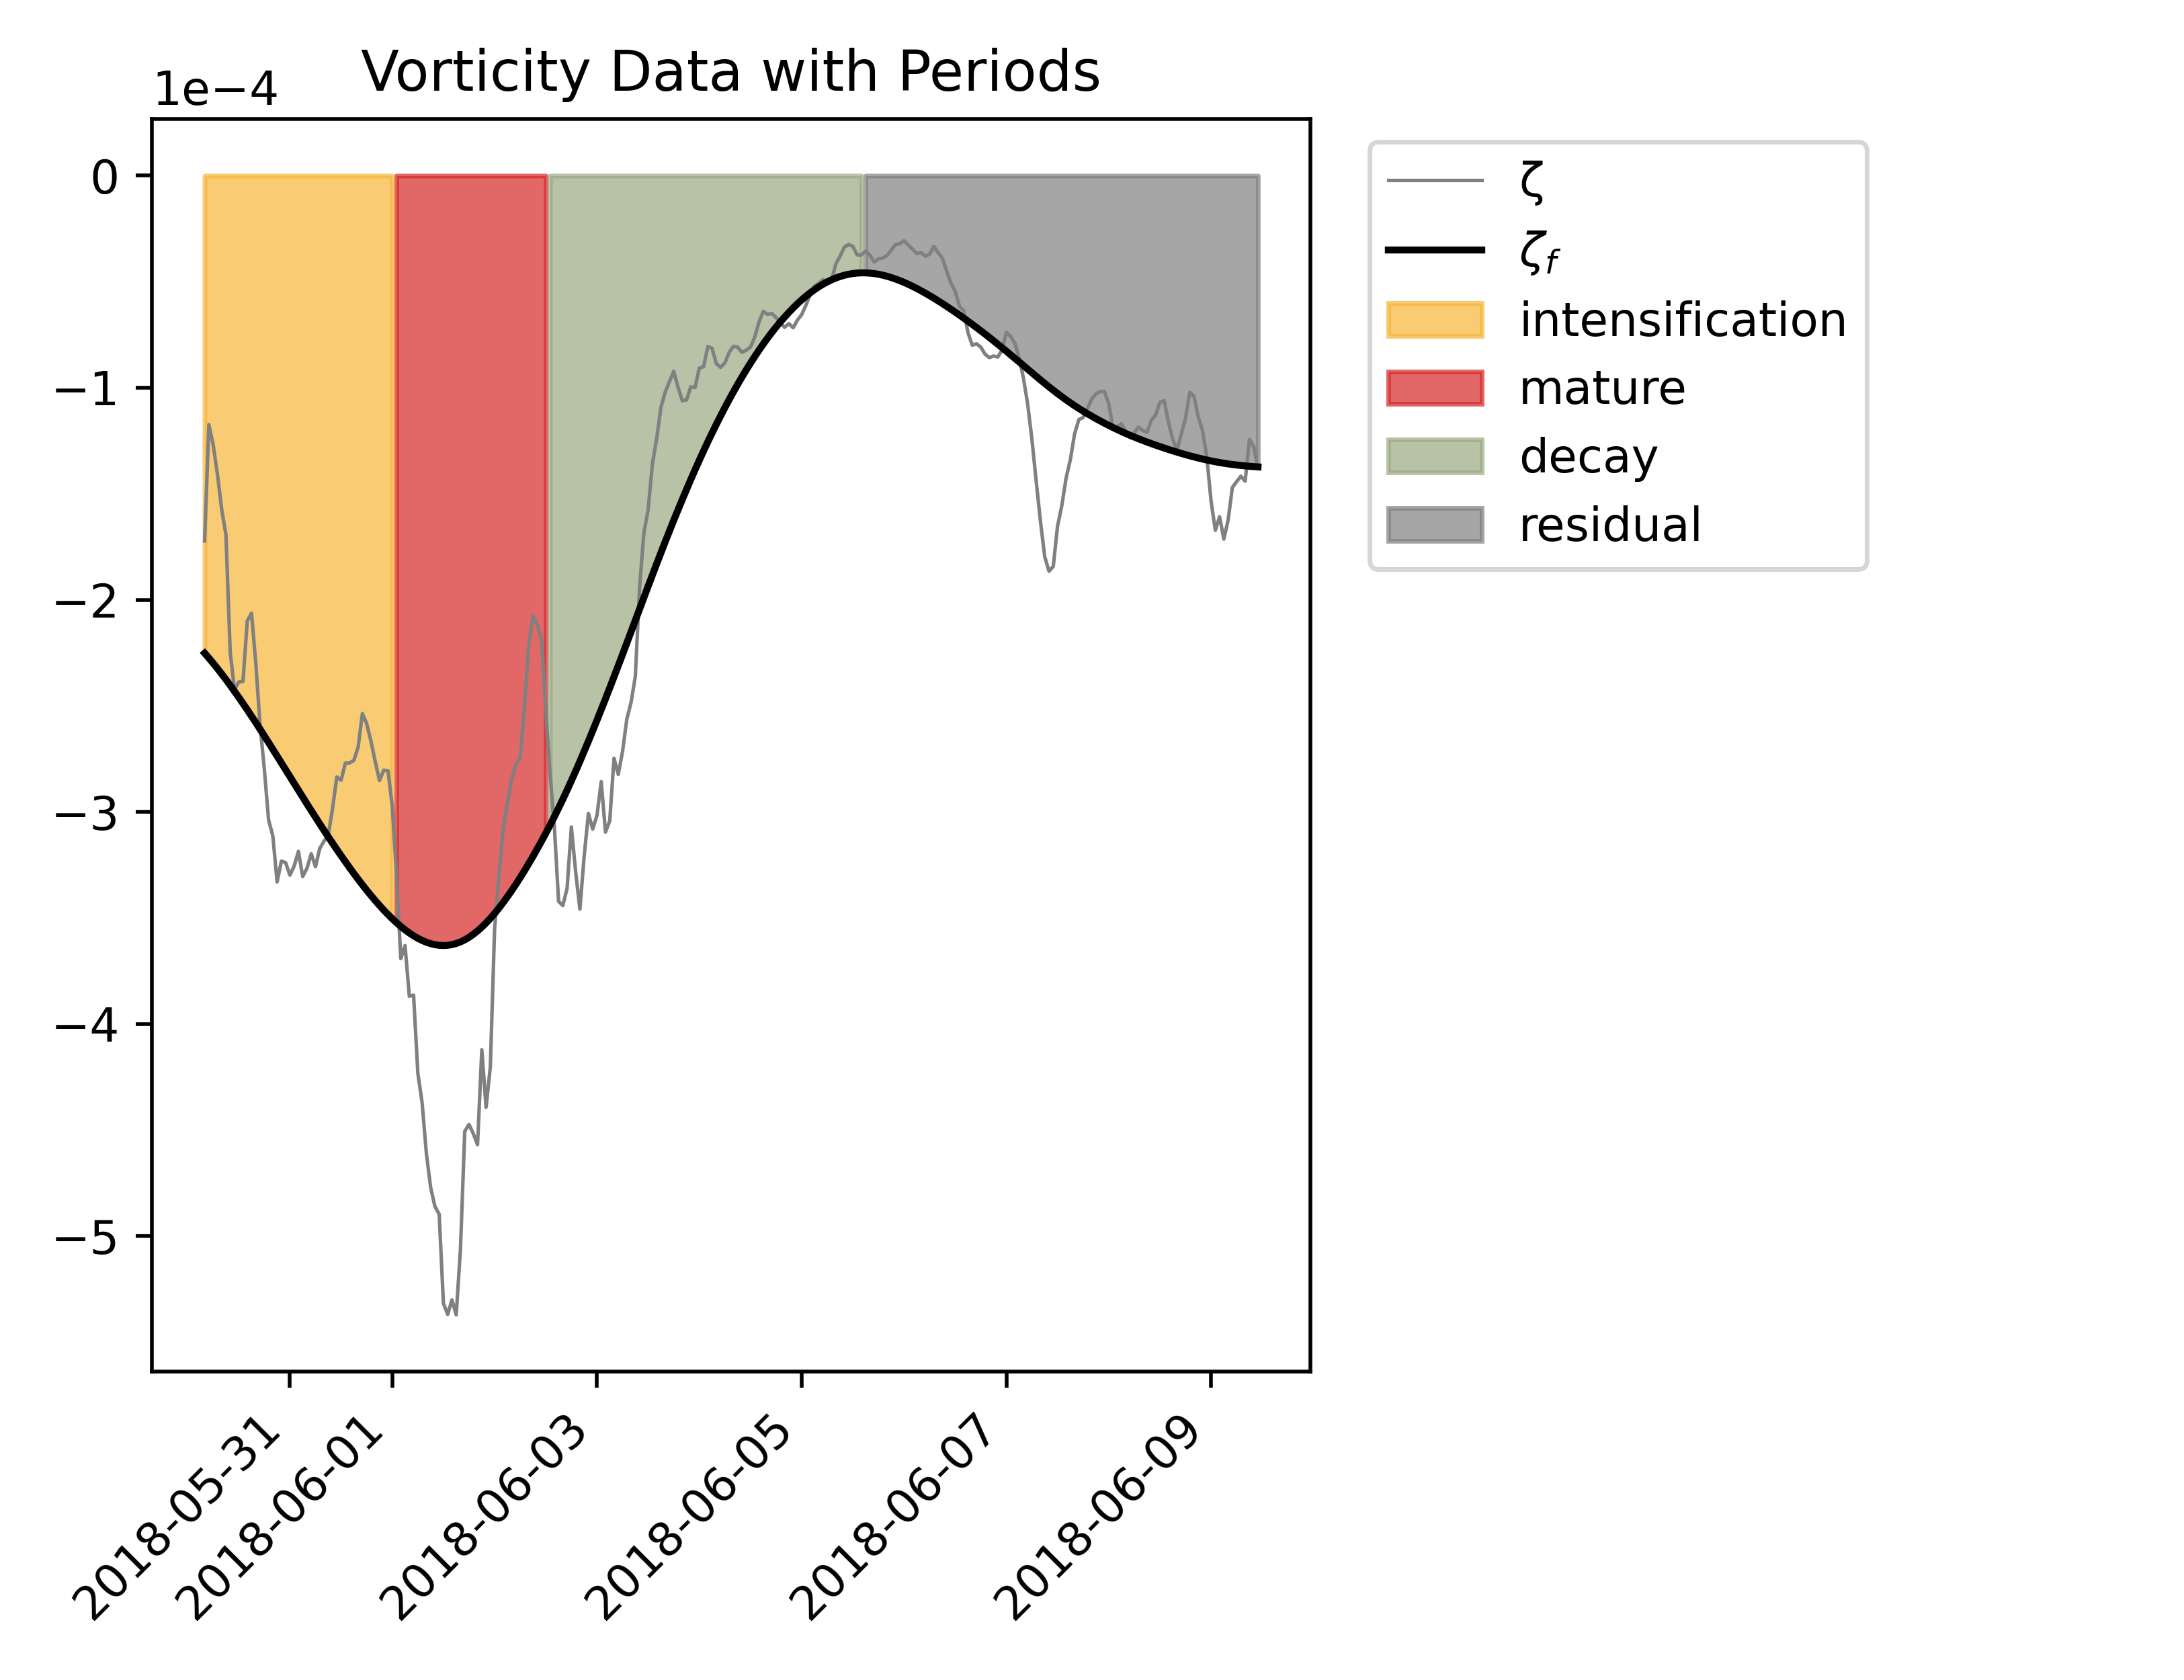 Vorticity Data with Periods
1e−4
0
−1
−2
−3
−4
−5
2018-05-31
2018-06-01
2018-06-03
2018-06-05
2018-06-07
2018-06-09
ζ
ζf
intensification
mature
decay
residual